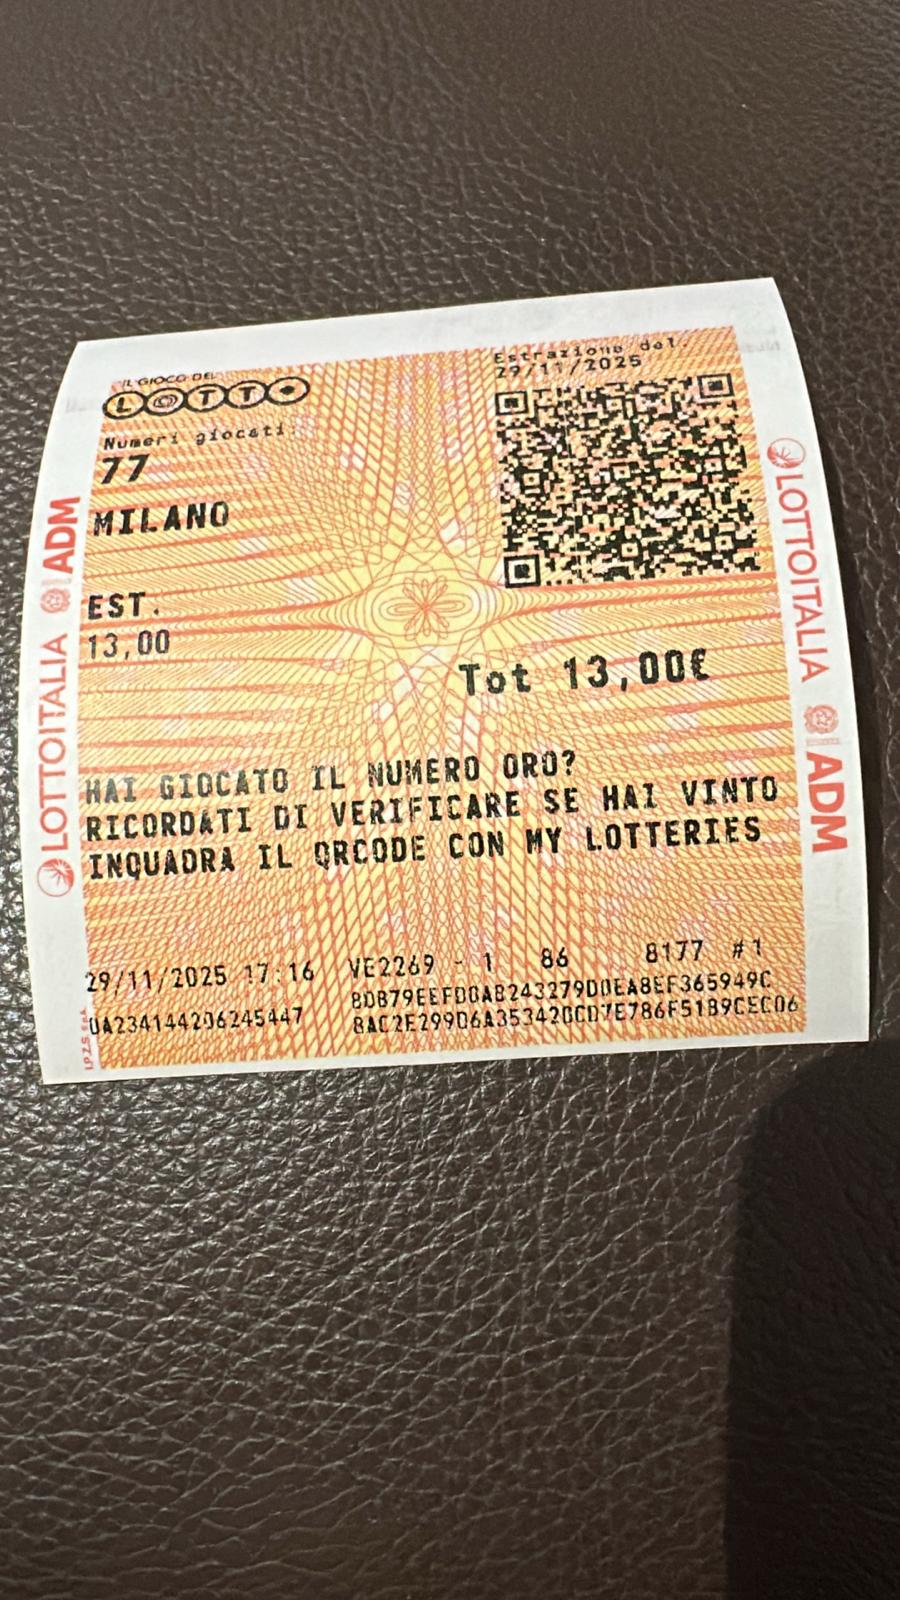 IL GIOCO DEL
LOTTO
Estrazione del:
29/11/2025
Numeri giocati:
77
MILANO
EST.
13,00
Tot 13,00€
HAI GIOCATO IL NUMERO ORO?
RICORDATI DI VERIFICARE SE HAI VINTO
INQUADRA IL QRCODE CON MY LOTTERIES
29/11/2025 17:16 VE2269 - 1 86 8177 #1
8DB79EEFD0A8243279D0EA8EF365949C
0A234144206245447 8AC2E299D6A353420CD7E786F5189CEC06
LOTTOITALIA ADM
LOTTOITALIA ADM